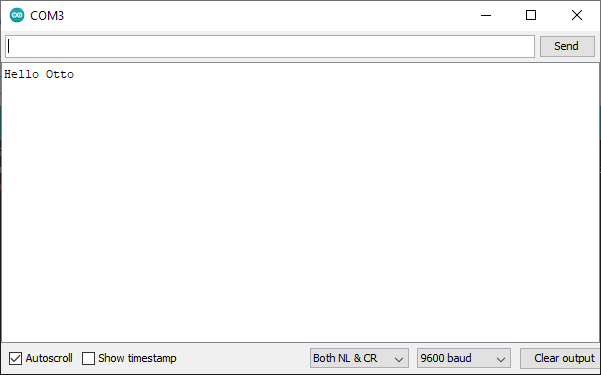 COM3
Send
Hello Otto
Autoscroll
Show timestamp
Both NL & CR
9600 baud
Clear output